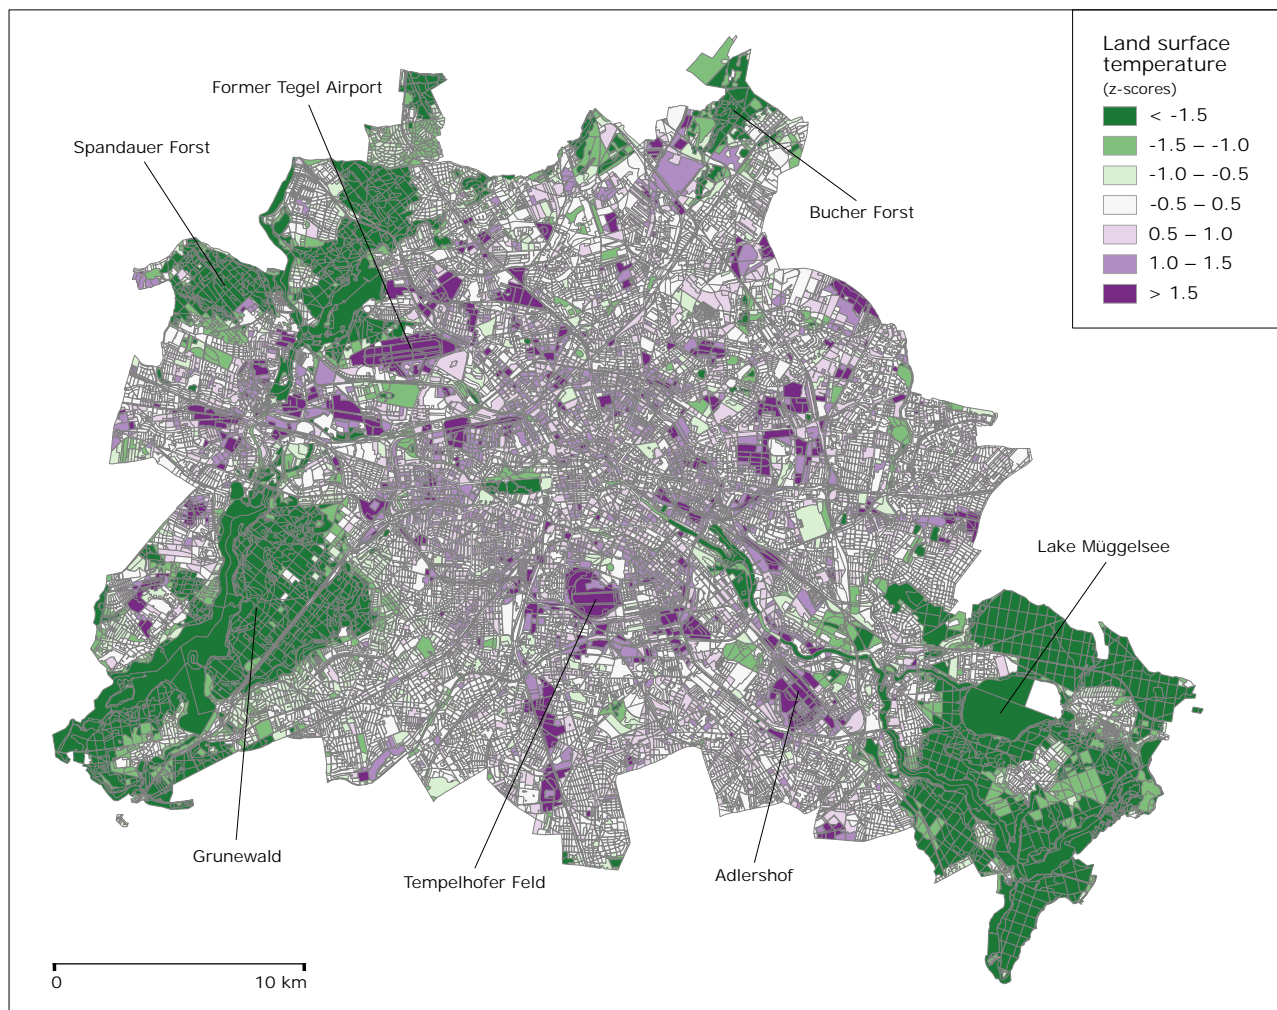 Former Tegel Airport
Spandauer Forst
Bucher Forst
Lake Müggelsee
Grunewald
Tempelhofer Feld
Adlershof
Land surface
temperature
(z-scores)
< -1.5
-1.5 – -1.0
-1.0 – -0.5
-0.5 – 0.5
0.5 – 1.0
1.0 – 1.5
> 1.5
0 10 km